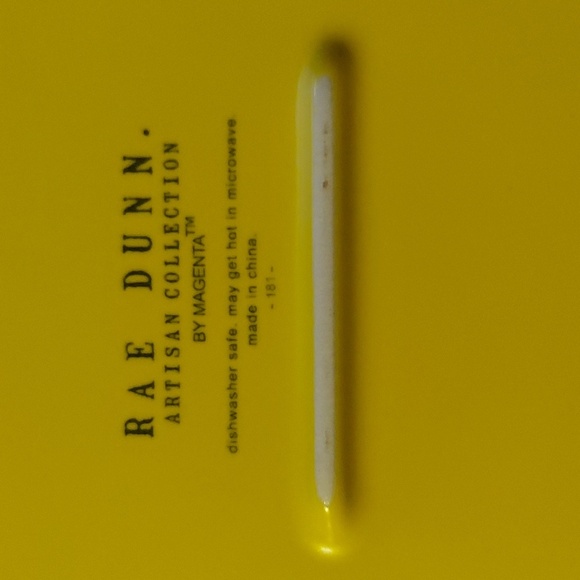 RAE DUNN.
ARTISAN COLLECTION
BY MAGENTA™
dishwasher safe. may get hot in microwave
made in china.
- 181 -